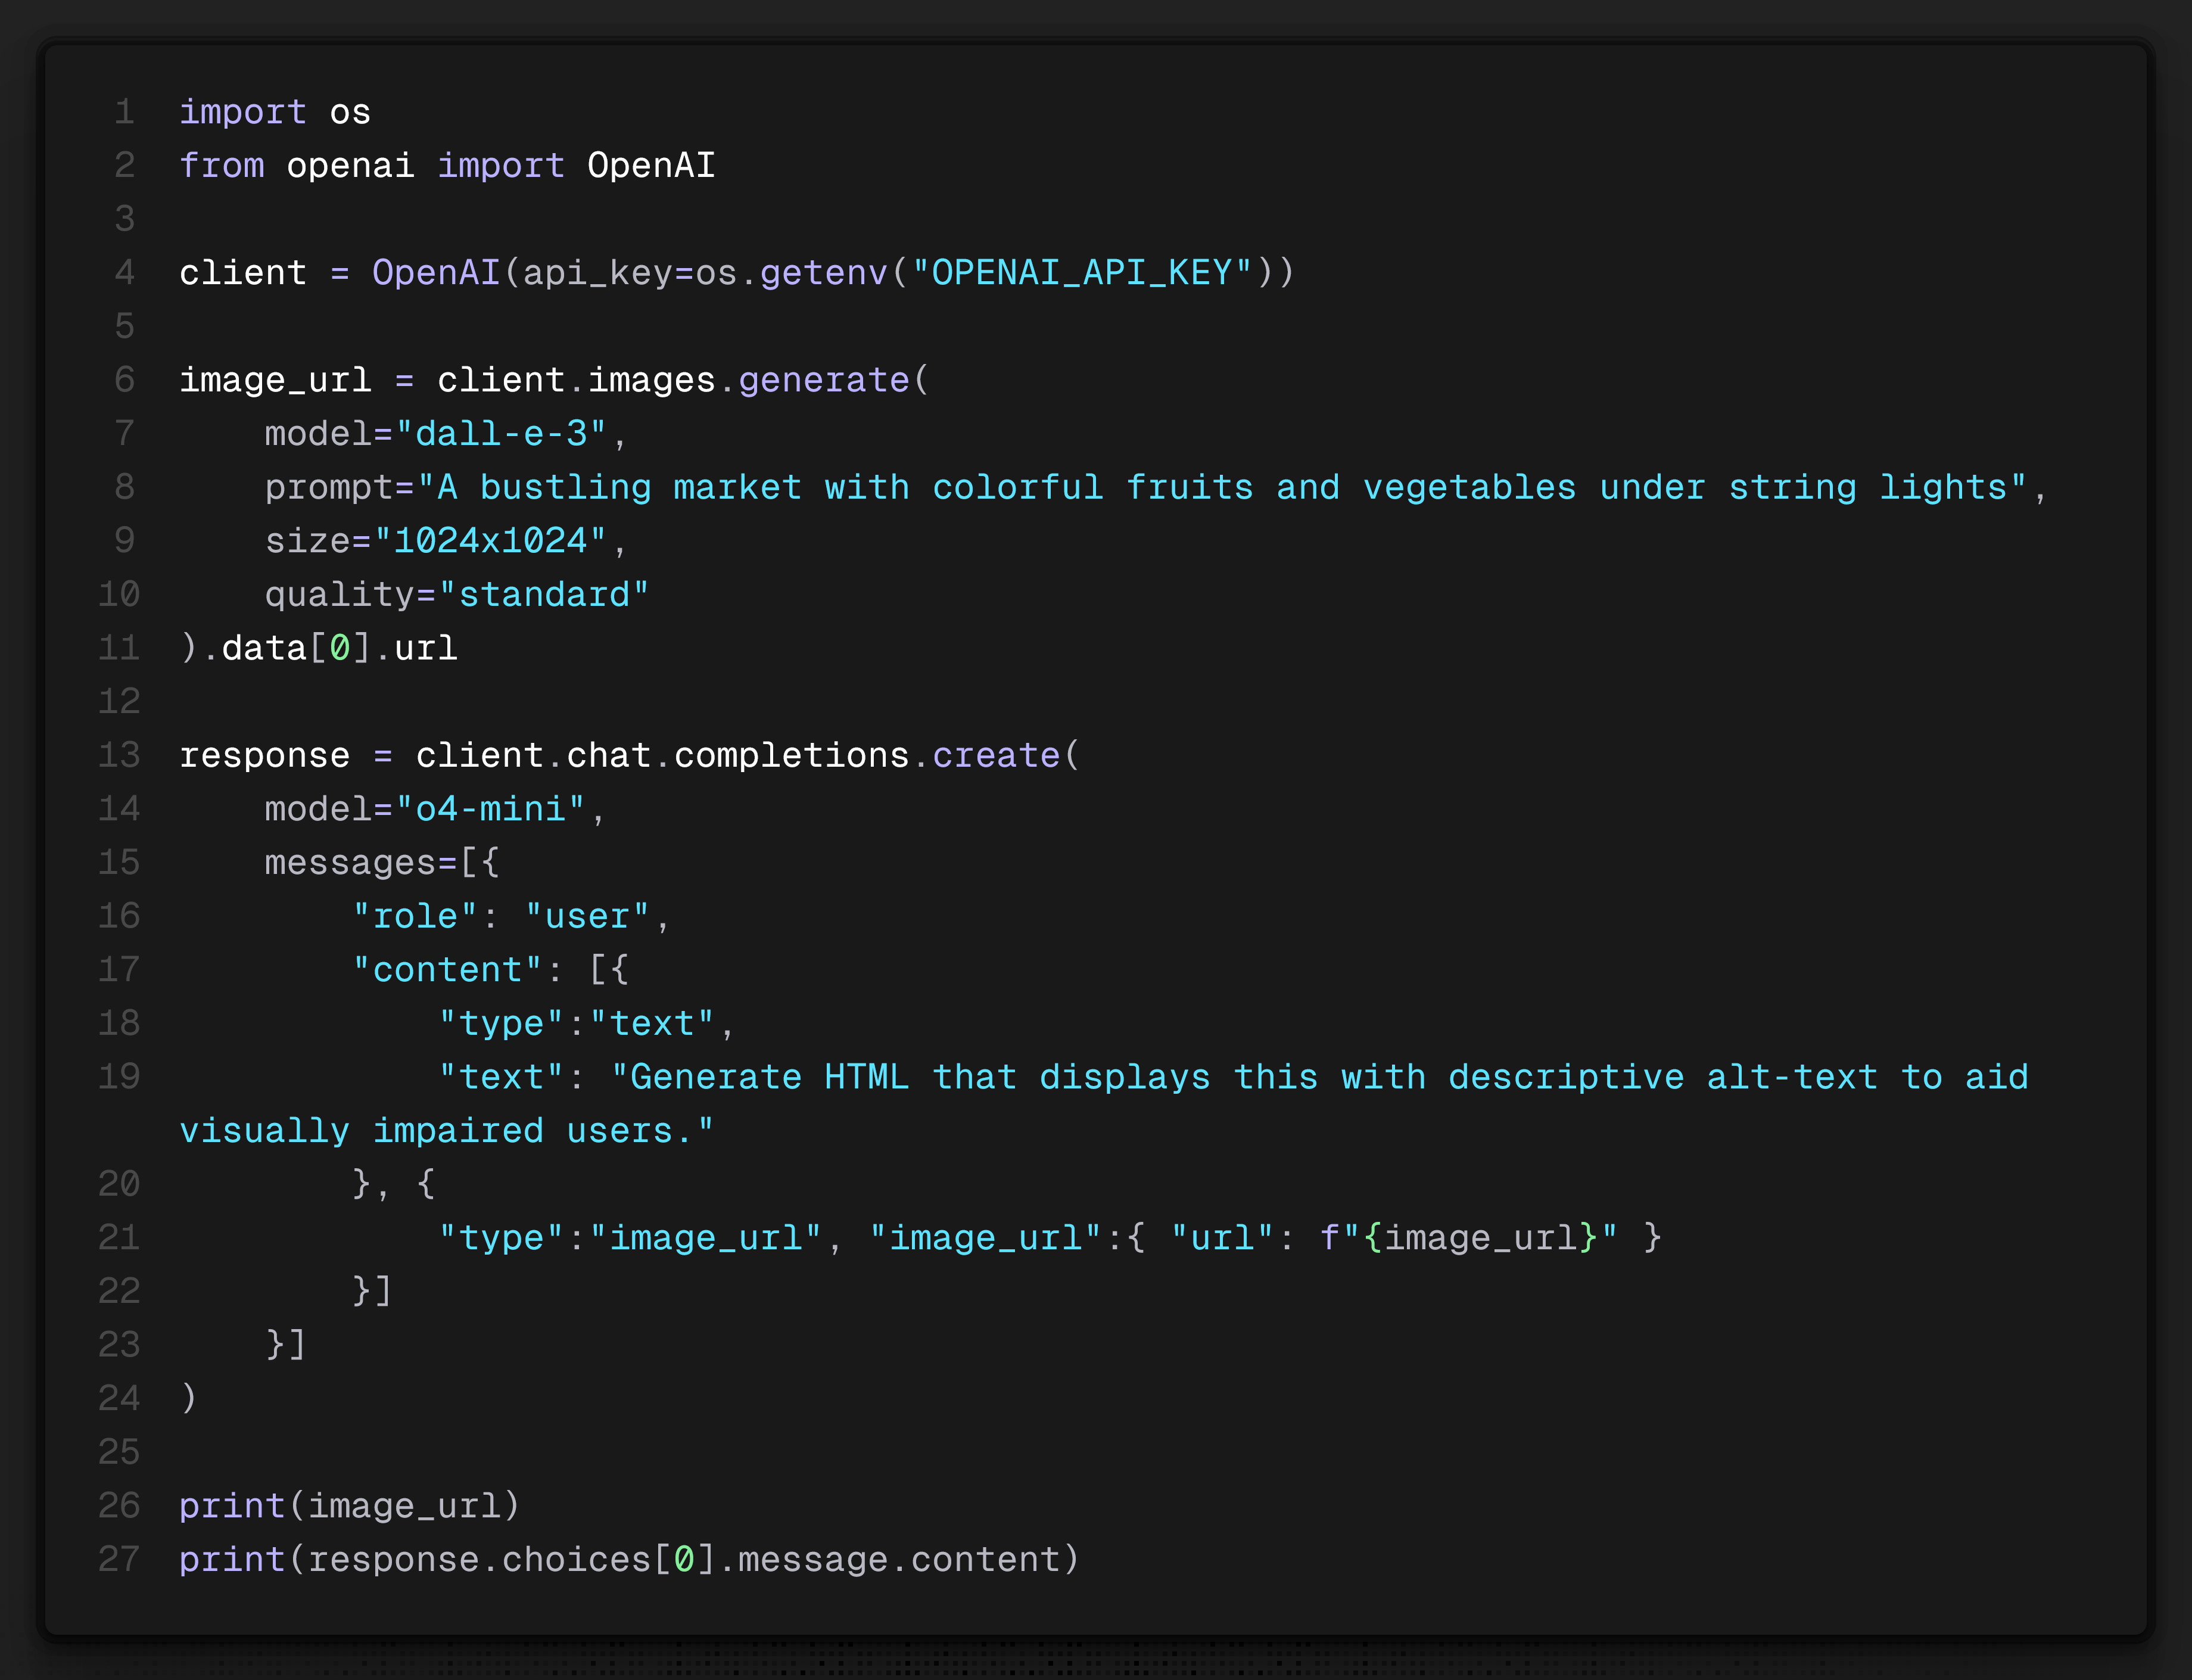 1 import os
2 from openai import OpenAI
3
4 client = OpenAI(api_key=os.getenv("OPENAI_API_KEY"))
5
6 image_url = client.images.generate(
7     model="dall-e-3",
8     prompt="A bustling market with colorful fruits and vegetables under string lights",
9     size="1024x1024",
10     quality="standard"
11 ).data[0].url
12
13 response = client.chat.completions.create(
14     model="o4-mini",
15     messages=[{
16         "role": "user",
17         "content": [{
18             "type":"text",
19             "text": "Generate HTML that displays this with descriptive alt-text to aid
visually impaired users."
20         }, {
21             "type":"image_url", "image_url":{ "url": f"{image_url}" }
22         }]
23     }]
24 )
25
26 print(image_url)
27 print(response.choices[0].message.content)